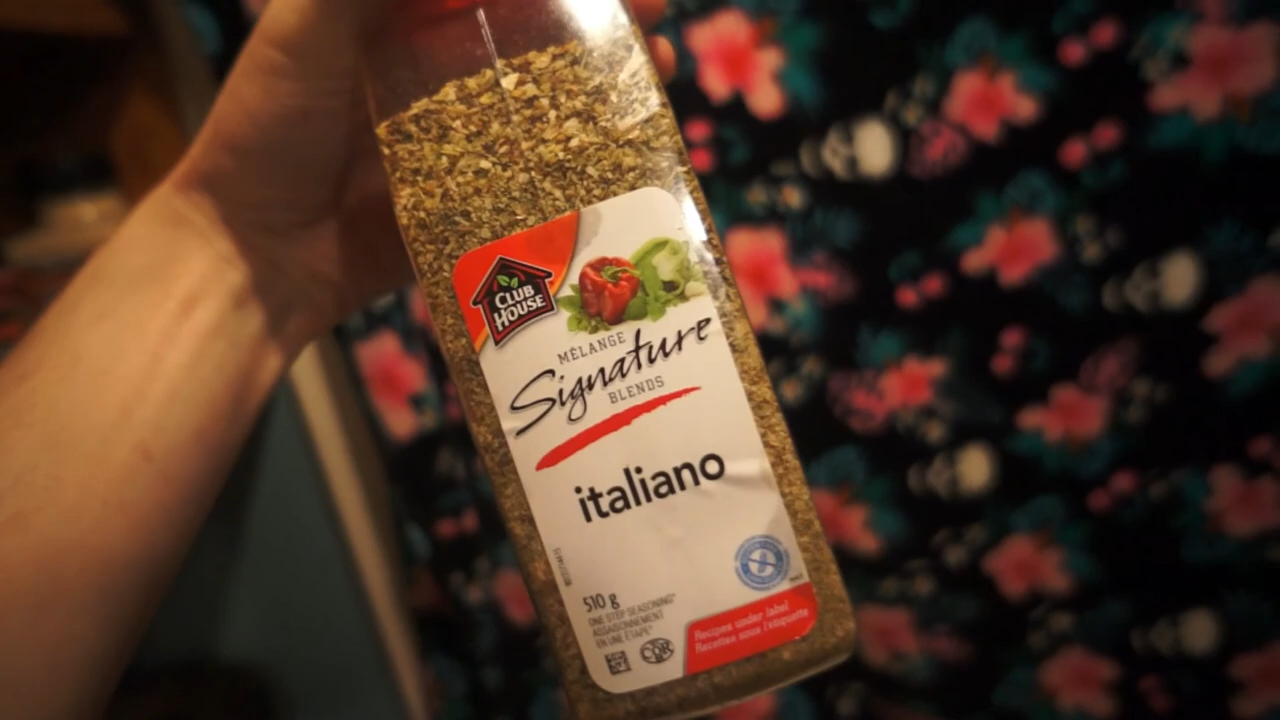 CLUB
HOUSE
MÉLANGE
Signature
BLENDS
italiano
510 g
ONE STEP SEASONING*
ASSAISONNEMENT
EN UNE ÉTAPE*
COR
Recipes under label
Recettes sous l'étiquette